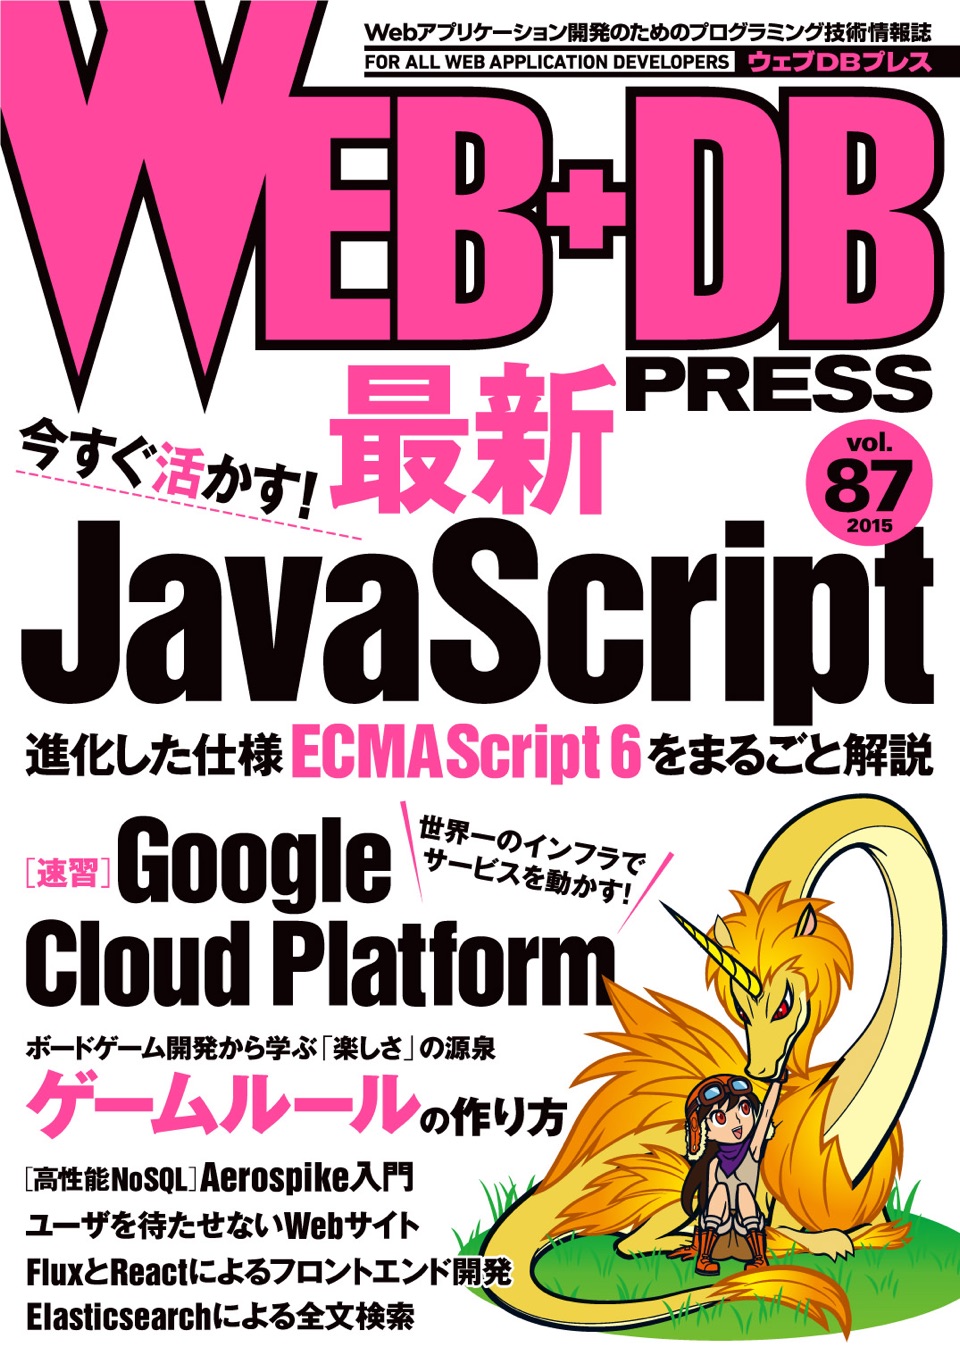 Webアプリケーション開発のためのプログラミング技術情報誌
FOR ALL WEB APPLICATION DEVELOPERS ウェブDBプレス
WEB+DB
PRESS
vol.
87
2015
今すぐ活かす!
最新
JavaScript
進化した仕様ECMAScript 6をまるごと解説
［速習］Google
Cloud Platform
世界一のインフラで
サービスを動かす!
ボードゲーム開発から学ぶ「楽しさ」の源泉
ゲームルールの作り方
［高性能NoSQL］Aerospike入門
ユーザを待たせないWebサイト
FluxとReactによるフロントエンド開発
Elasticsearchによる全文検索